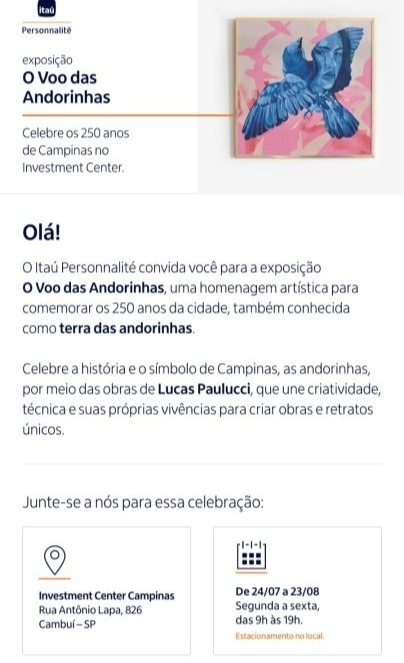 itaú
Personnalité
exposição
O Voo das
Andorinhas
Celebre os 250 anos
de Campinas no
Investment Center.
Olá!
O Itaú Personnalité convida você para a exposição
O Voo das Andorinhas, uma homenagem artística para
comemorar os 250 anos da cidade, também conhecida
como terra das andorinhas.
Celebre a história e o símbolo de Campinas, as andorinhas,
por meio das obras de Lucas Paulucci, que une criatividade,
técnica e suas próprias vivências para criar obras e retratos
únicos.
Junte-se a nós para essa celebração:
Investment Center Campinas
Rua Antônio Lapa, 826
Cambuí – SP
De 24/07 a 23/08
Segunda a sexta,
das 9h às 19h.
Estacionamento no local.